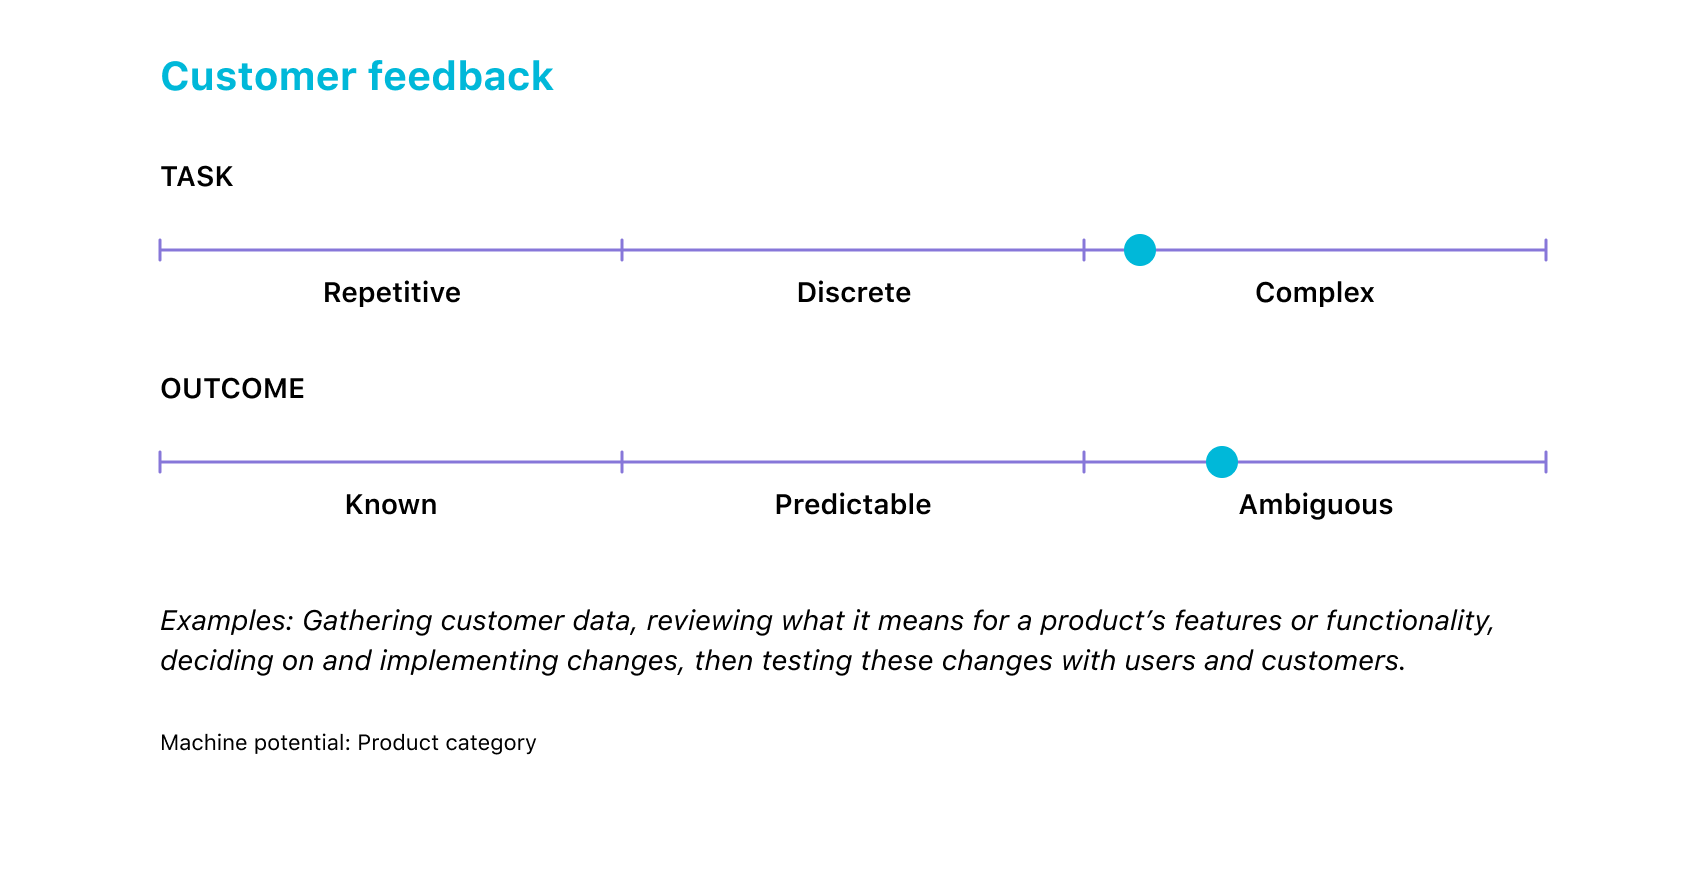 Customer feedback
TASK
Repetitive Discrete Complex
OUTCOME
Known Predictable Ambiguous
Examples: Gathering customer data, reviewing what it means for a product’s features or functionality,
deciding on and implementing changes, then testing these changes with users and customers.
Machine potential: Product category